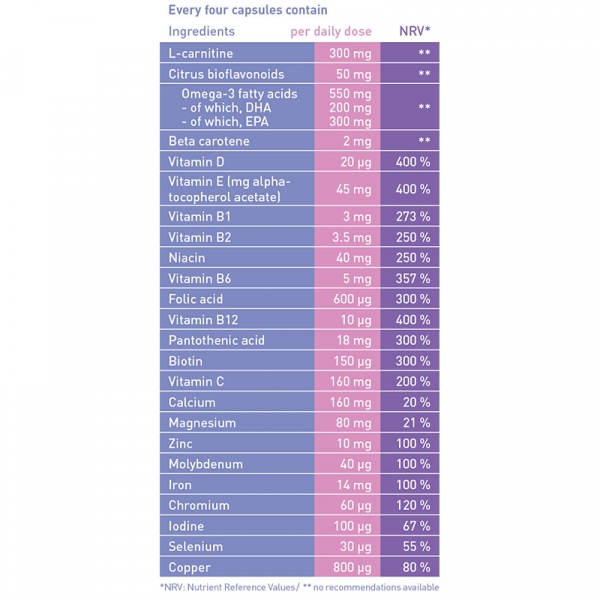 Every four capsules contain
Ingredients per daily dose NRV*
L-carnitine 300 mg **
Citrus bioflavonoids 50 mg **
Omega-3 fatty acids 550 mg
- of which, DHA 200 mg **
- of which, EPA 300 mg
Beta carotene 2 mg **
Vitamin D 20 µg 400 %
Vitamin E (mg alpha-
tocopherol acetate) 45 mg 400 %
Vitamin B1 3 mg 273 %
Vitamin B2 3.5 mg 250 %
Niacin 40 mg 250 %
Vitamin B6 5 mg 357 %
Folic acid 600 µg 300 %
Vitamin B12 10 µg 400 %
Pantothenic acid 18 mg 300 %
Biotin 150 µg 300 %
Vitamin C 160 mg 200 %
Calcium 160 mg 20 %
Magnesium 80 mg 21 %
Zinc 10 mg 100 %
Molybdenum 40 µg 100 %
Iron 14 mg 100 %
Chromium 60 µg 120 %
Iodine 100 µg 67 %
Selenium 30 µg 55 %
Copper 800 µg 80 %
*NRV: Nutrient Reference Values/ ** no recommendations available